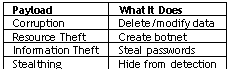 Payload What It Does
Corruption Delete/modify data
Resource Theft Create botnet
Information Theft Steal passwords
Stealthing Hide from detection